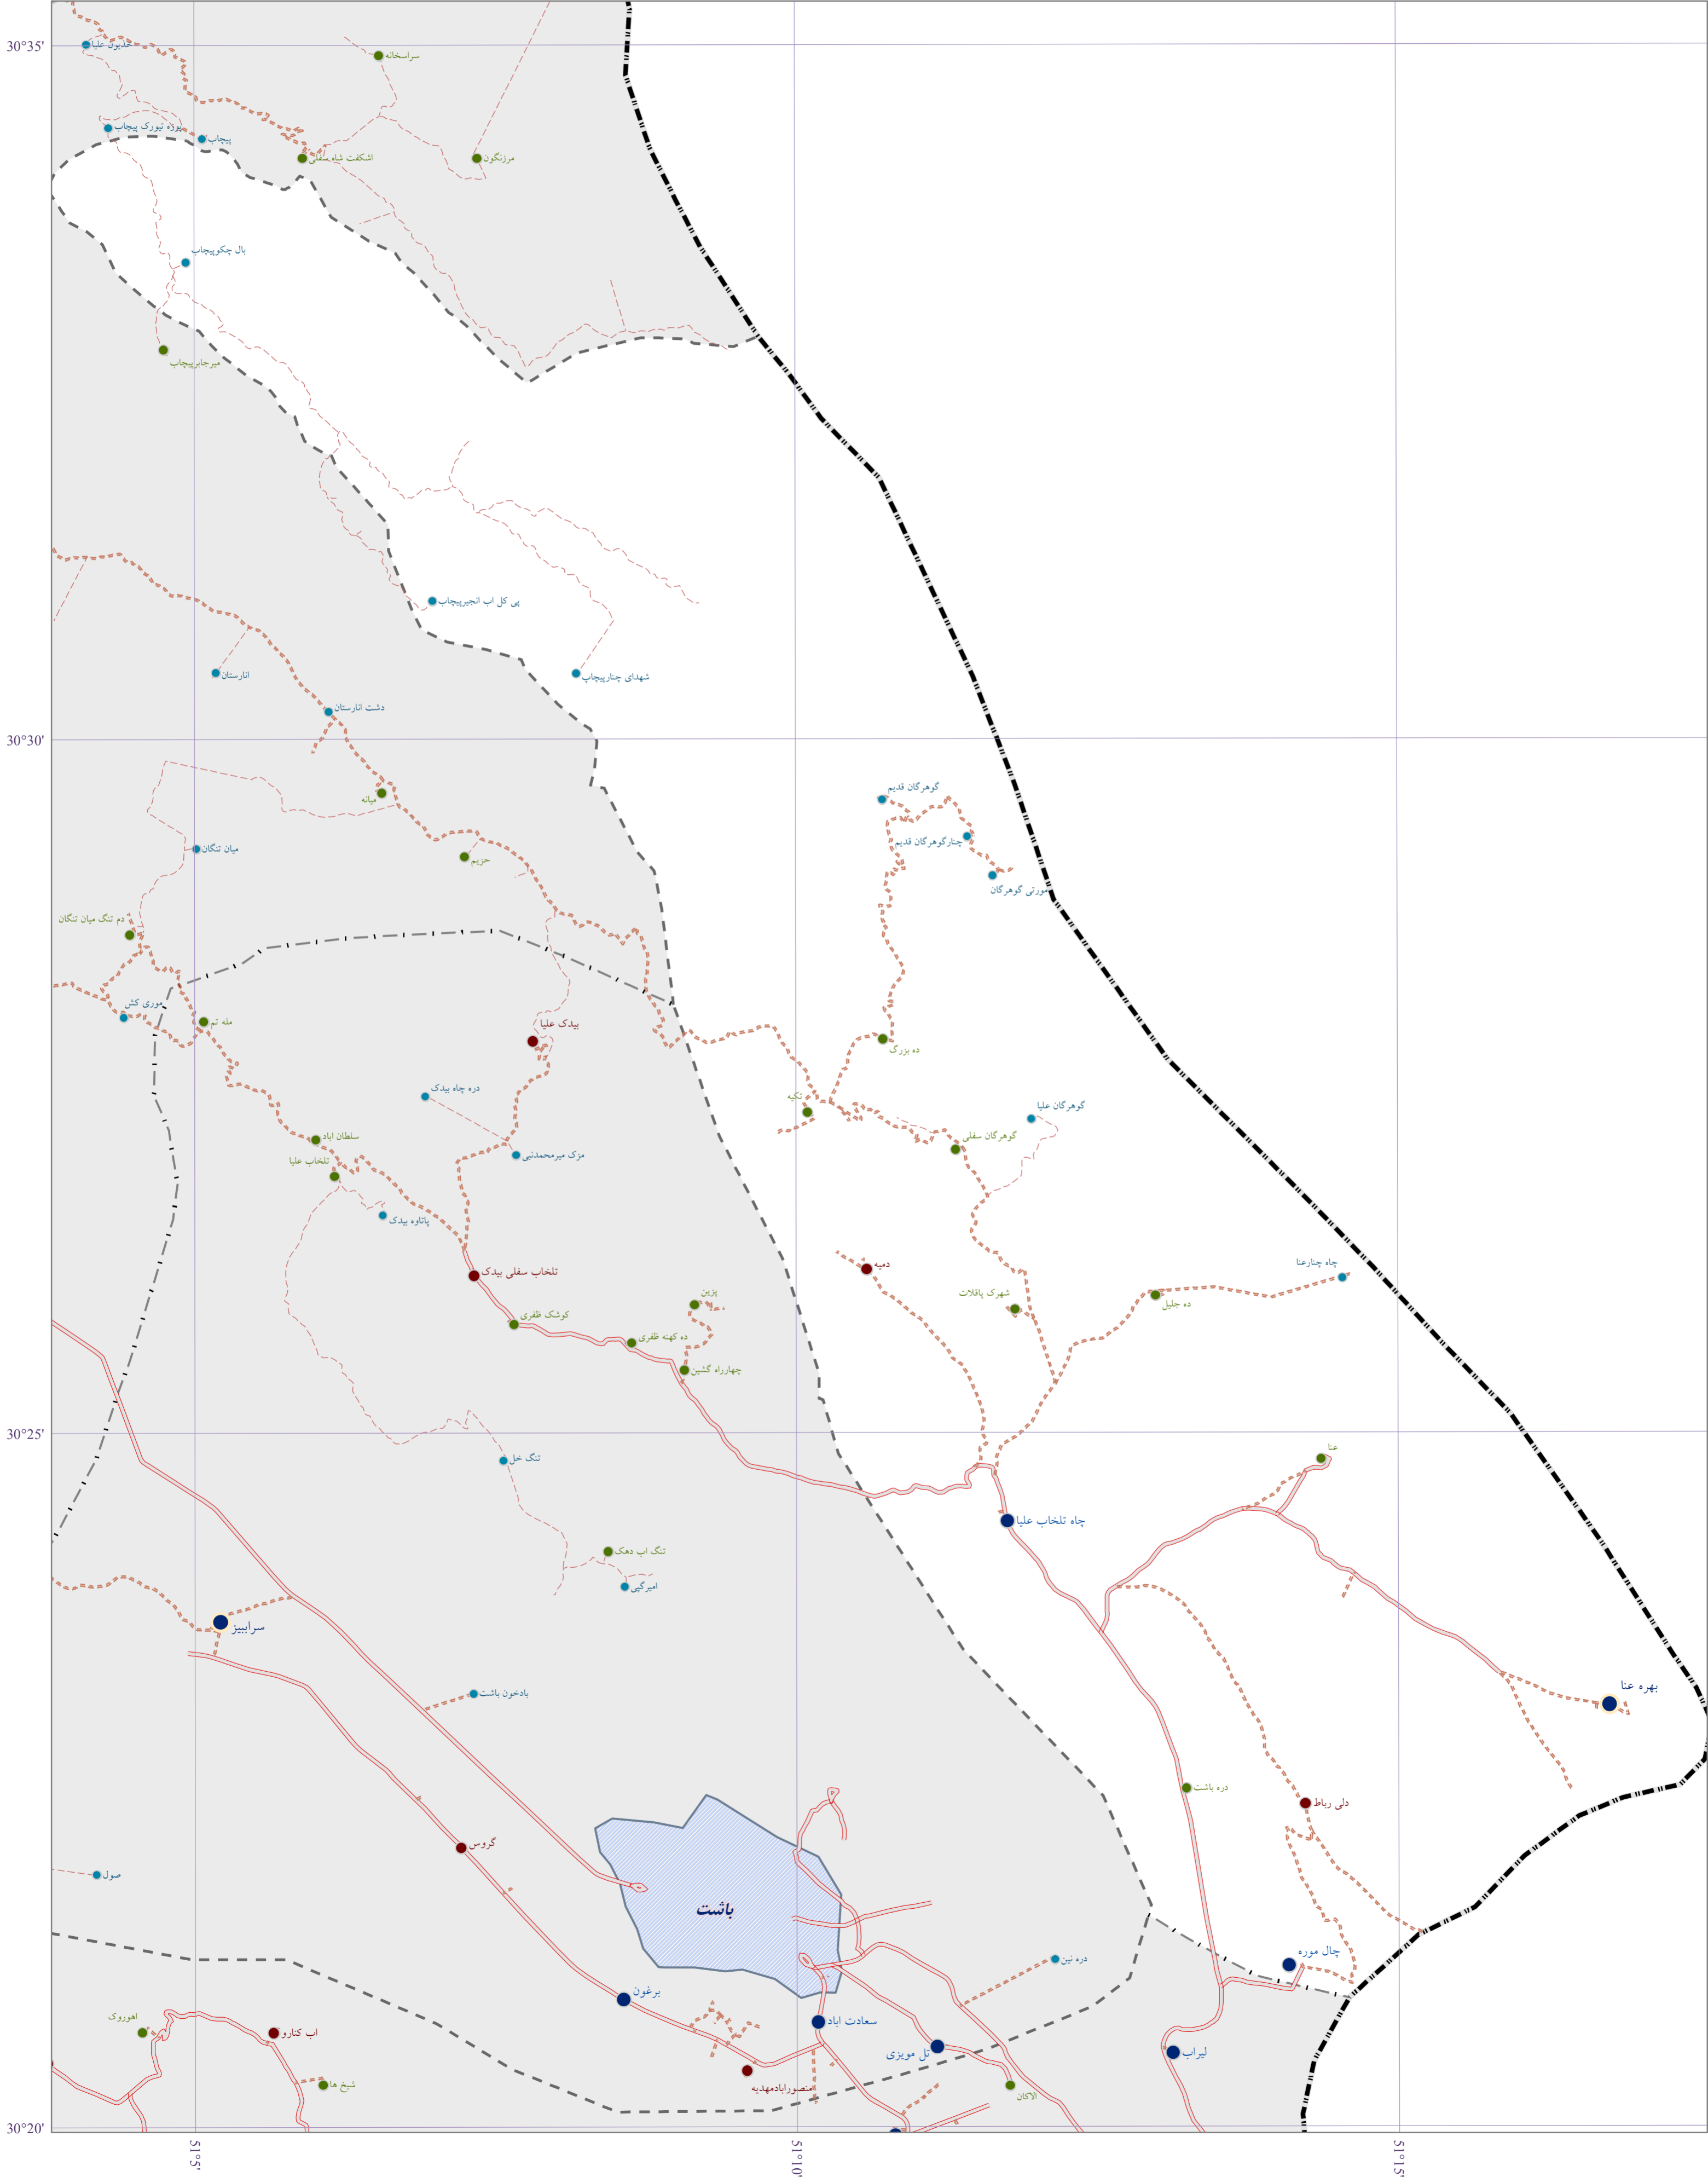 30°35'
خدیون علیا
سراسخانه
پوزه تیورک پیچاب
پیچاب
اشکفت شاه سفلی
مرزنگون
بال چکوپیچاب
میرجابرپیچاب
پی کل اب انجیرپیچاب
انارستان
شهدای چنارپیچاب
دشت انارستان
30°30'
میانه
گوهرگان قدیم
چنارگوهرگان قدیم
میان تنگان
حزیم
مورتی گوهرگان
دم تنگ میان تنگان
موری کش
مله تم
بیدک علیا
ده بزرگ
دره چاه بیدک
تکیه
گوهرگان علیا
سلطان اباد
گوهرگان سفلی
مزک میرمحمدنبی
تلخاب علیا
پاتاوه بیدک
تلخاب سفلی بیدک
دمیه
چاه چنارعنا
پزین
شهرک پاقلات
ده جلیل
کوشک ظفری
ده کهنه ظفری
چهارراه گشین
30°25'
تنگ خل
عنا
چاه تلخاب علیا
تنگ اب دهک
امیرگپی
سرابیز
بادخون باشت
بهره عنا
دره باشت
دلی رباط
گروس
صول
باشت
دره نین
چال موره
برغون
سعادت اباد
اهوروک
اب کنارو
تل مویزی
لیراب
منصورابادمهدیه
شیخ ها
الاکان
30°20'
51°5'
51°10'
51°15'